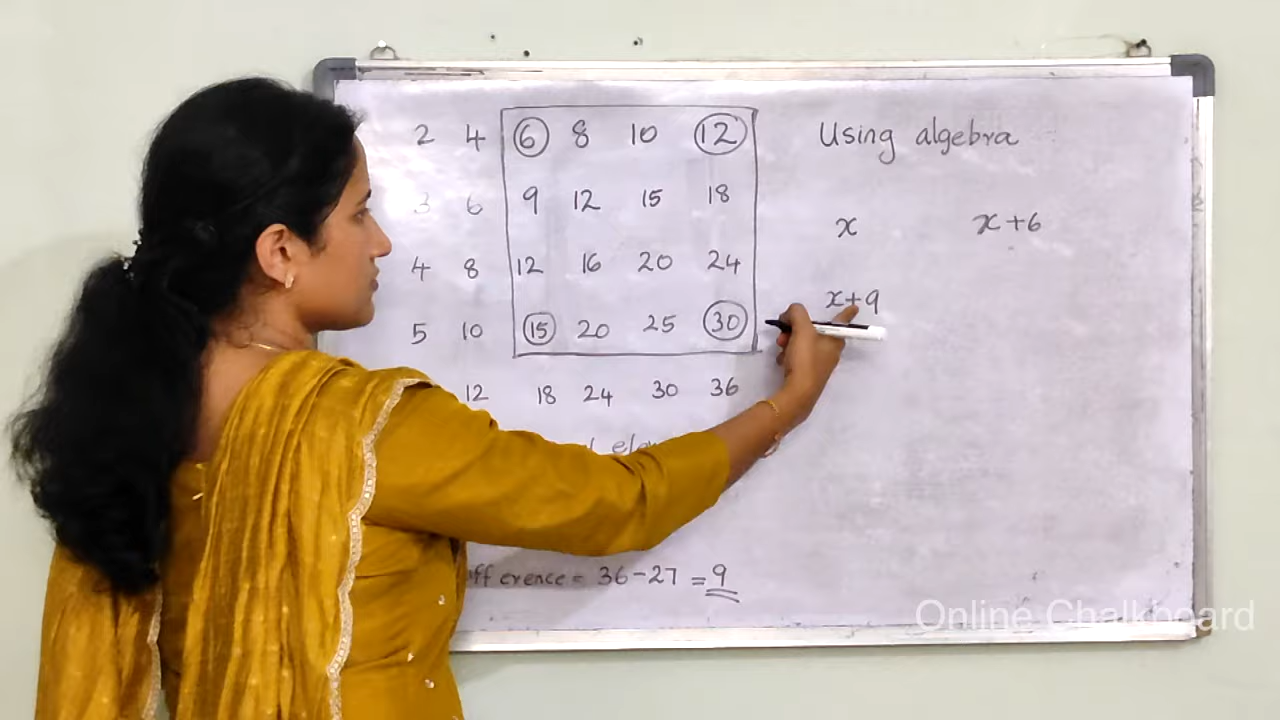 2 4 6 8 10 12
3 6 9 12 15 18
4 8 12 16 20 24
5 10 15 20 25 30
12 18 24 30 36
= 36-27 = 9
Using algebra
x x+6
x+9
Online Chalkboard